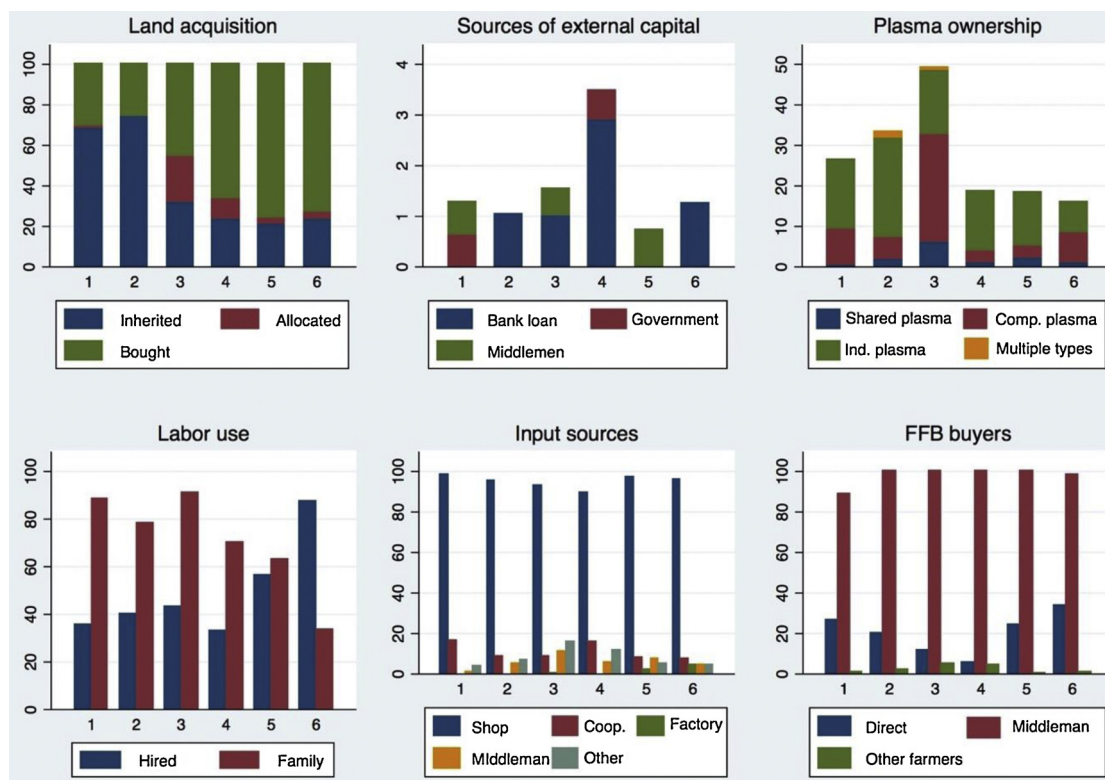 Land acquisition
0 20 40 60 80 100
1 2 3 4 5 6
Inherited Allocated
Bought
Sources of external capital
0 1 2 3 4
1 2 3 4 5 6
Bank loan Government
Middlemen
Plasma ownership
0 10 20 30 40 50
1 2 3 4 5 6
Shared plasma Comp. plasma
Ind. plasma Multiple types
Labor use
0 20 40 60 80 100
1 2 3 4 5 6
Hired Family
Input sources
0 20 40 60 80 100
1 2 3 4 5 6
Shop Coop. Factory
MIddleman Other
FFB buyers
0 20 40 60 80 100
1 2 3 4 5 6
Direct Middleman
Other farmers